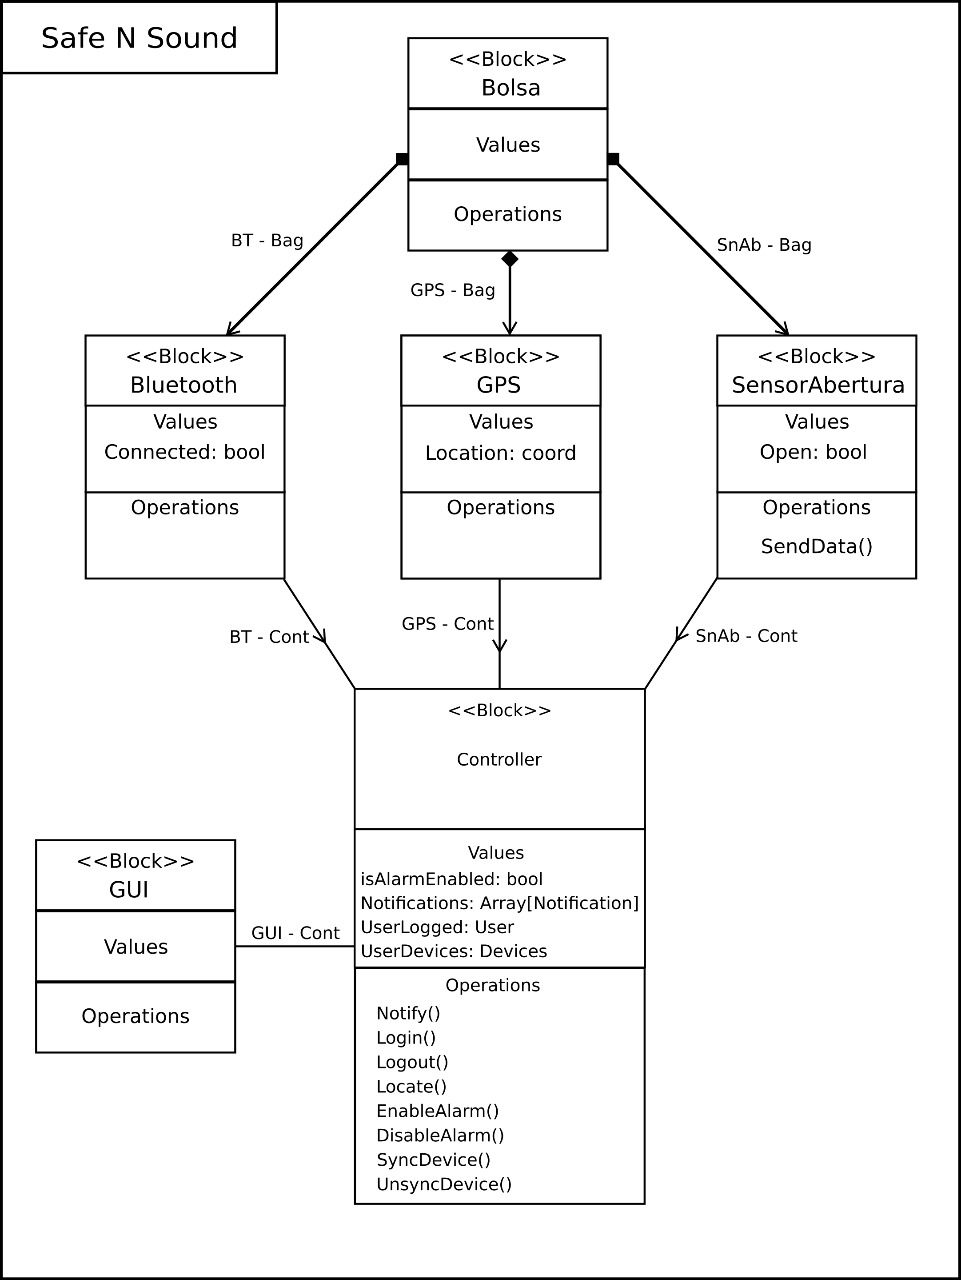 Safe N Sound
<<Block>>
Bolsa
Values
Operations
BT - Bag
GPS - Bag
SnAb - Bag
<<Block>>
Bluetooth
Values
Connected: bool
Operations
<<Block>>
GPS
Values
Location: coord
Operations
<<Block>>
SensorAbertura
Values
Open: bool
Operations
SendData()
BT - Cont
GPS - Cont
SnAb - Cont
<<Block>>
Controller
Values
isAlarmEnabled: bool
Notifications: Array[Notification]
UserLogged: User
UserDevices: Devices
Operations
Notify()
Login()
Logout()
Locate()
EnableAlarm()
DisableAlarm()
SyncDevice()
UnsyncDevice()
<<Block>>
GUI
Values
Operations
GUI - Cont